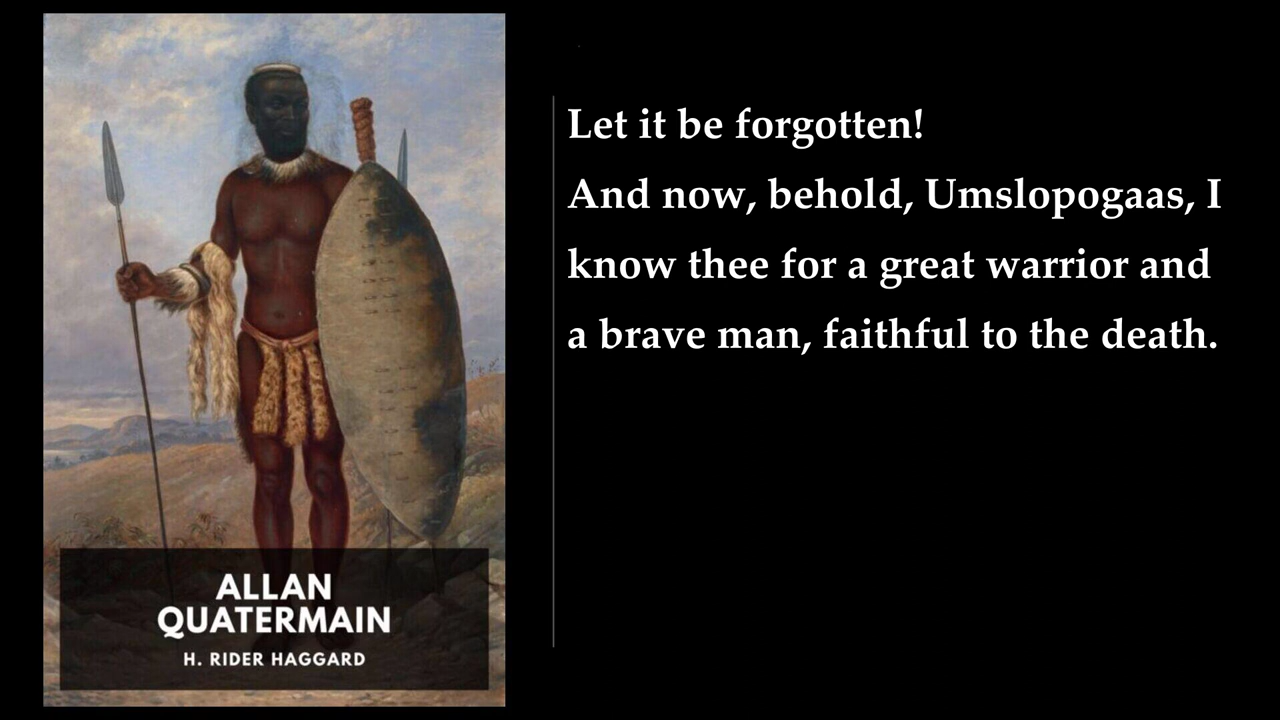 ALLAN
QUATERMAIN
H. RIDER HAGGARD
Let it be forgotten!
And now, behold, Umslopogaas, I
know thee for a great warrior and
a brave man, faithful to the death.